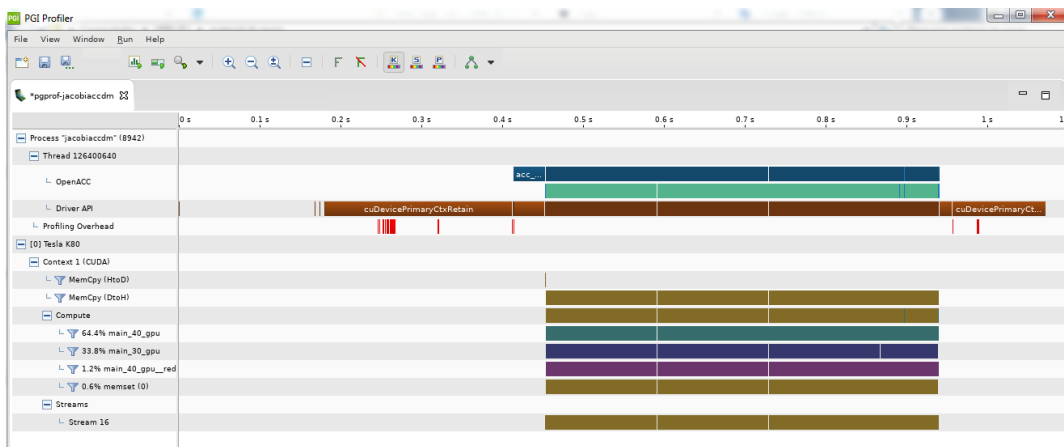 PGI PGI Profiler
File View Window Run Help
*pgprof-jacobiaccdm
0 s 0.1 s 0.2 s 0.3 s 0.4 s 0.5 s 0.6 s 0.7 s 0.8 s 0.9 s 1 s 1
Process "jacobiaccdm" (8942)
Thread 126400640
OpenACC
acc_...
Driver API
cuDevicePrimaryCtxRetain
cuDevicePrimaryCt...
Profiling Overhead
[0] Tesla K80
Context 1 (CUDA)
MemCpy (HtoD)
MemCpy (DtoH)
Compute
64.4% main_40_gpu
33.8% main_30_gpu
1.2% main_40_gpu__red
0.6% memset (0)
Streams
Stream 16